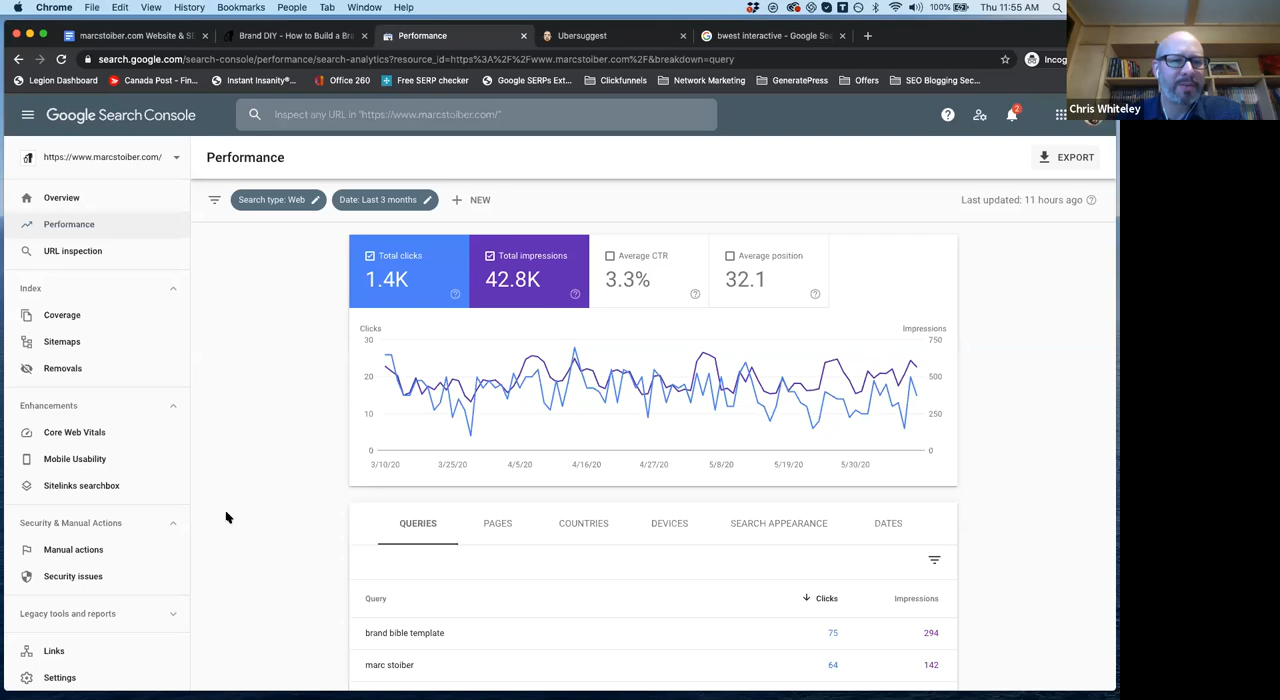 Chrome File Edit View History Bookmarks People Tab Window Help 100% Thu 11:55 AM
marcstoiber.com Website & SE Brand DIY - How to Build a Bra Performance Ubersuggest bwest interactive - Google Sea
search.google.com/search-console/performance/search-analytics?resource_id=https%3A%2F%2Fwww.marcstoiber.com%2F&breakdown=query Incog
Legion Dashboard Canada Post - Fin... Instant Insanity®... Office 260 Free SERP checker Google SERPs Ext... Clickfunnels Network Marketing GeneratePress Offers SEO Blogging Sec...
Chris Whiteley
Google Search Console Inspect any URL in "https://www.marcstoiber.com/" 2
https://www.marcstoiber.com/ Performance EXPORT
Overview Search type: Web Date: Last 3 months NEW Last updated: 11 hours ago
Performance
URL inspection
Index
Coverage
Sitemaps
Removals
Enhancements
Core Web Vitals
Mobile Usability
Sitelinks searchbox
Security & Manual Actions
Manual actions
Security issues
Legacy tools and reports
Links
Settings
Total clicks Total impressions Average CTR Average position
1.4K 42.8K 3.3% 32.1
Clicks Impressions
30 750
20 500
10 250
0 0
3/10/20 3/25/20 4/5/20 4/16/20 4/27/20 5/8/20 5/19/20 5/30/20
QUERIES PAGES COUNTRIES DEVICES SEARCH APPEARANCE DATES
Query Clicks Impressions
brand bible template 75 294
marc stoiber 64 142